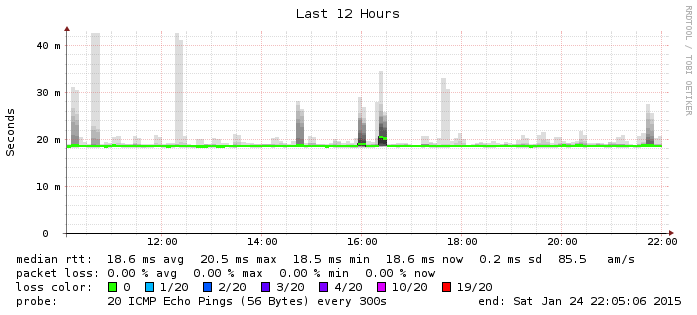 Last 12 Hours
RRDTOOL / TOBI OETIKER
Seconds
40 m
30 m
20 m
10 m
0
12:00 14:00 16:00 18:00 20:00 22:00
median rtt: 18.6 ms avg 20.5 ms max 18.5 ms min 18.6 ms now 0.2 ms sd 85.5 am/s
packet loss: 0.00 % avg 0.00 % max 0.00 % min 0.00 % now
loss color: 0 1/20 2/20 3/20 4/20 10/20 19/20
probe: 20 ICMP Echo Pings (56 Bytes) every 300s end: Sat Jan 24 22:05:06 2015